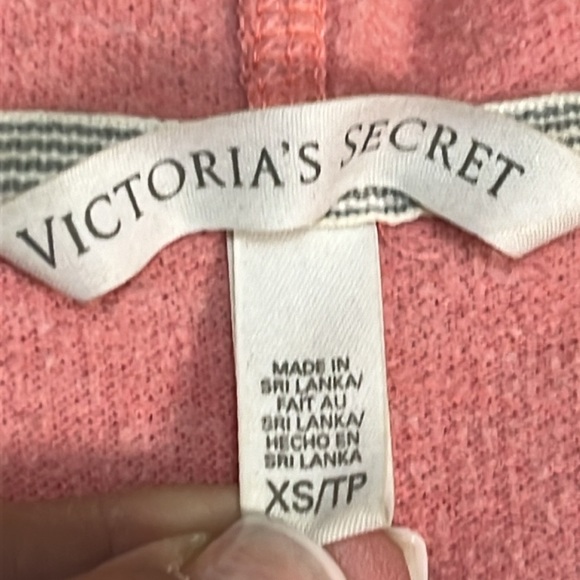 VICTORIA'S SECRET
MADE IN
SRI LANKA/
FAIT AU
SRI LANKA/
HECHO EN
SRI LANKA
XS/TP